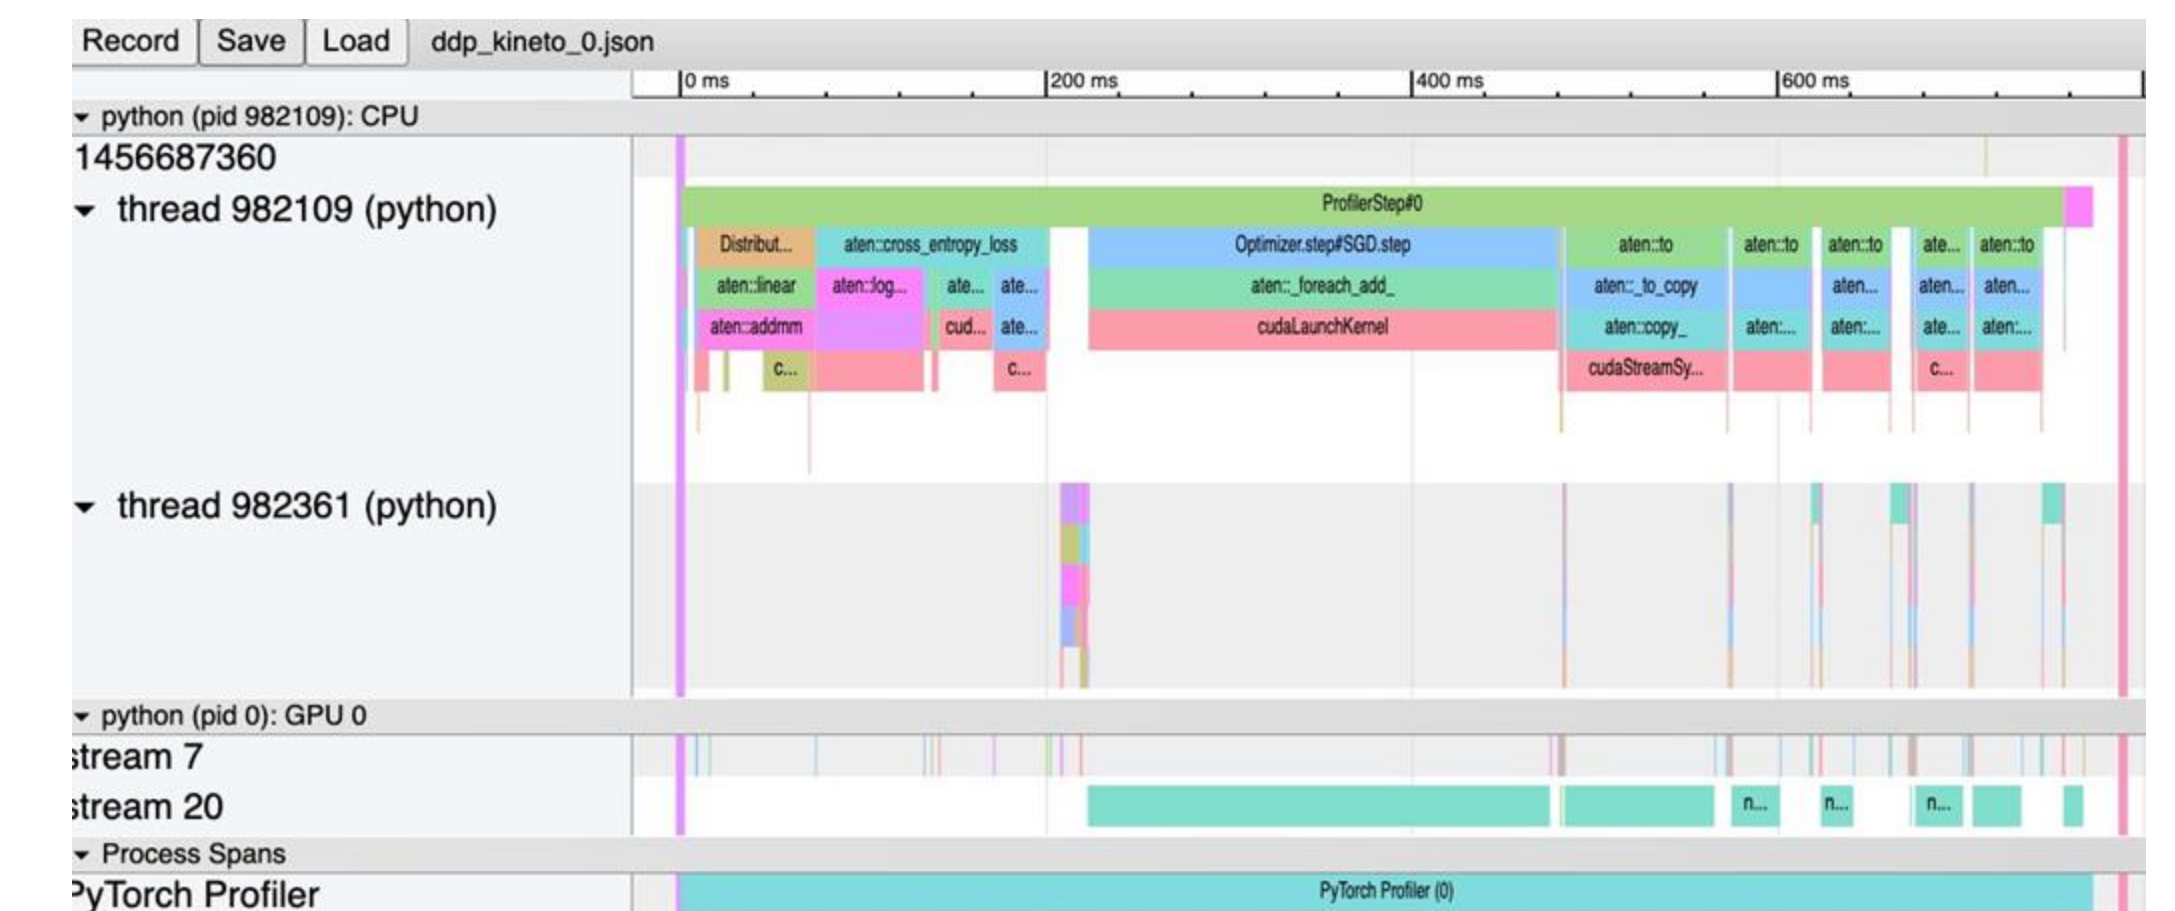 Record Save Load ddp_kineto_0.json
0 ms 200 ms 400 ms 600 ms
python (pid 982109): CPU
1456687360
thread 982109 (python)
ProfilerStep#0
Distribut... aten::cross_entropy_loss Optimizer.step#SGD.step aten::to aten::to aten::to ate... aten::to
aten::linear aten::log... ate... ate... aten::_foreach_add_ aten::_to_copy aten... aten... aten...
aten::addmm cud... ate... cudaLaunchKernel aten::copy_ aten:... aten:... ate... aten:...
c... c... cudaStreamSy... c...
thread 982361 (python)
python (pid 0): GPU 0
stream 7
stream 20
n... n... n...
Process Spans
PyTorch Profiler
PyTorch Profiler (0)